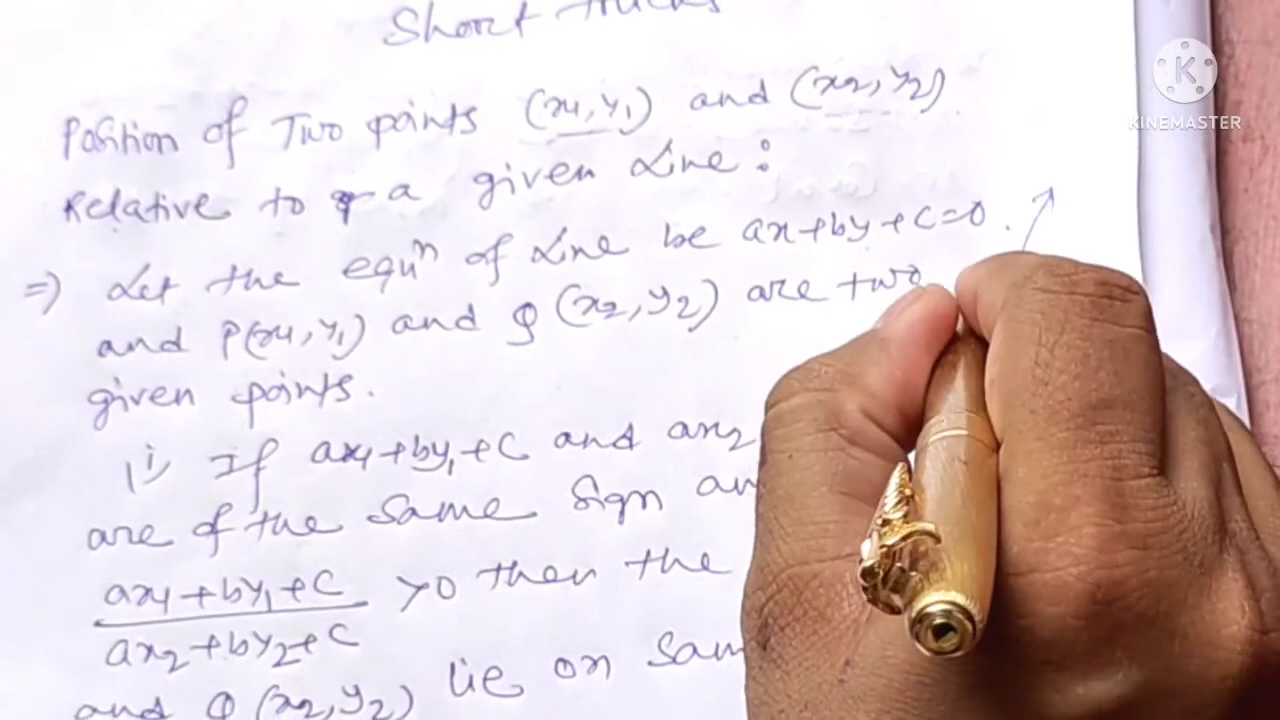 Short tricks
Position of Two points (x1, y1) and (x2, y2)
Relative to a given Line:
=) Let the equⁿ of Line be ax+by+c=0.
and P(x1, y1) and Q (x2, y2) are two
given points.
(i) If ax1+by1+c and ax2
are of the same sign
ax1+by1+c >0 then the
ax2+by2+c
and Q (x2, y2) lie on
K
KINEMASTER